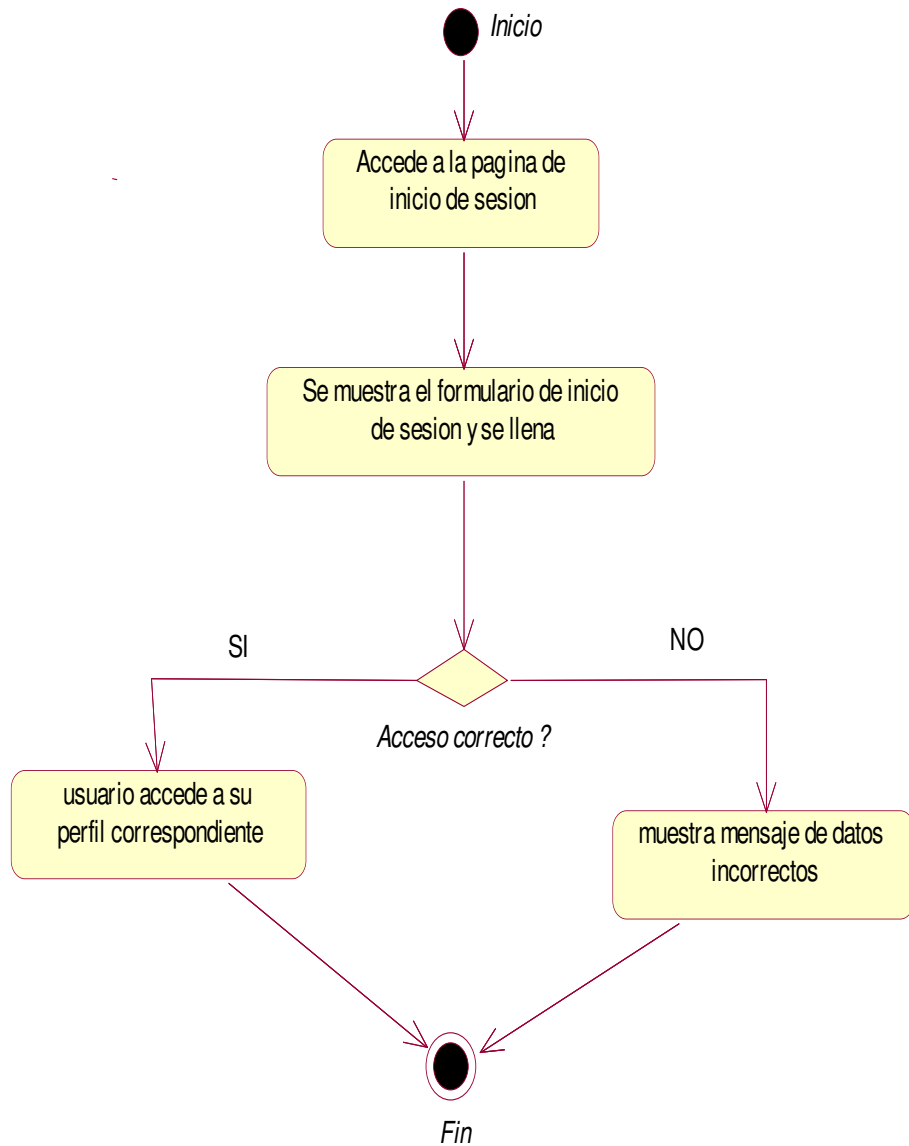 Inicio
Accede a la pagina de
inicio de sesion
Se muestra el formulario de inicio
de sesion y se llena
SI
NO
Acceso correcto ?
usuario accede a su
perfil correspondiente
muestra mensaje de datos
incorrectos
Fin